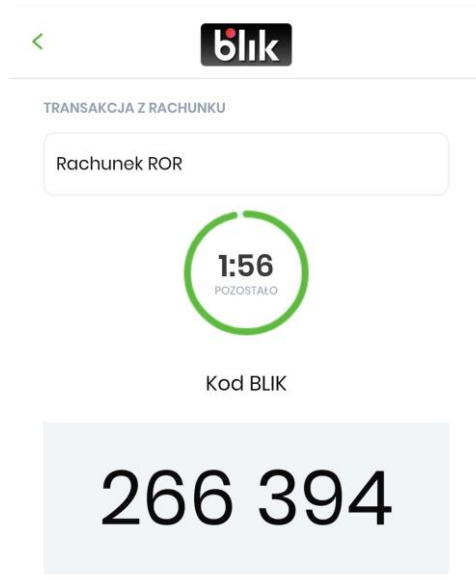 blik
TRANSAKCJA Z RACHUNKU
Rachunek ROR
1:56
POZOSTAŁO
Kod BLIK
266 394